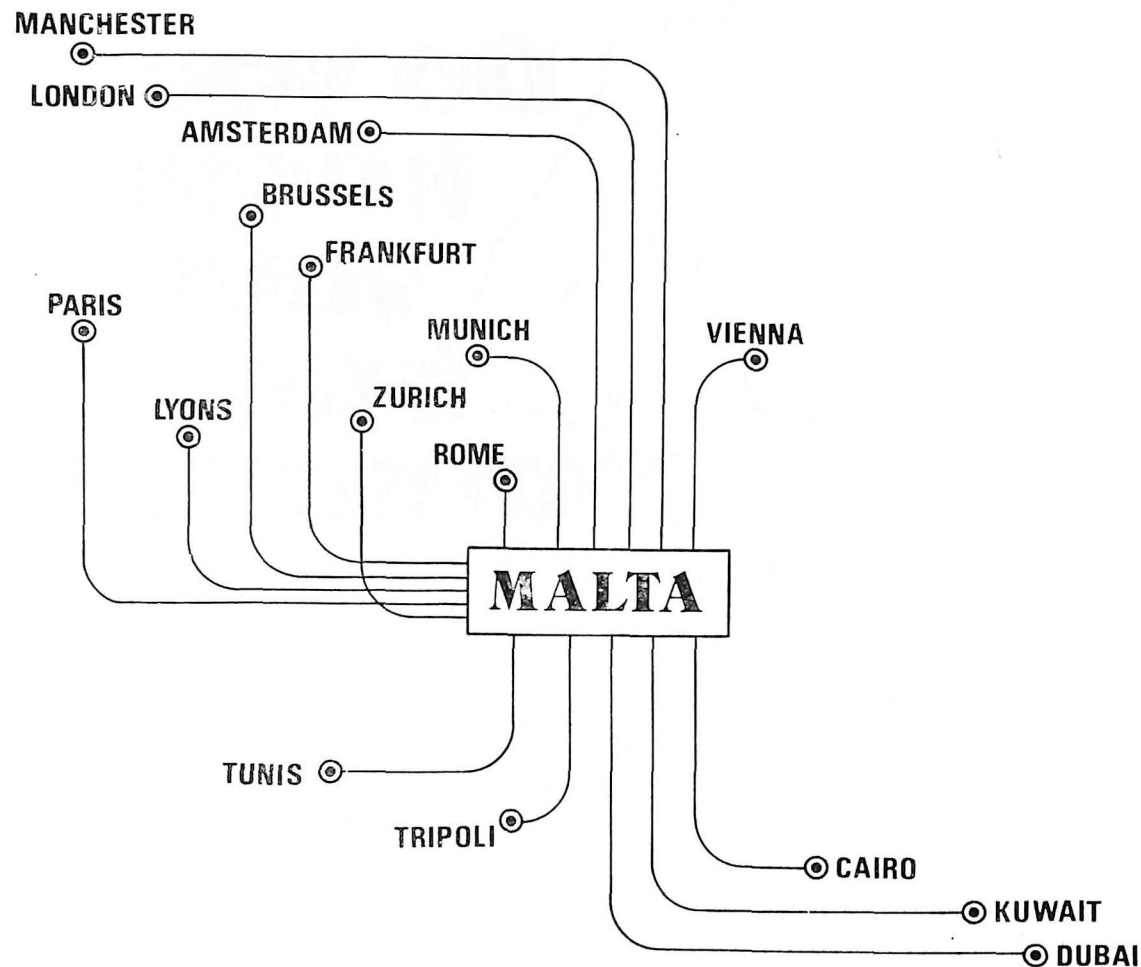 MANCHESTER
LONDON
AMSTERDAM
BRUSSELS
FRANKFURT
PARIS
MUNICH
VIENNA
ZURICH
LYONS
ROME
MALTA
TUNIS
TRIPOLI
CAIRO
KUWAIT
DUBAI